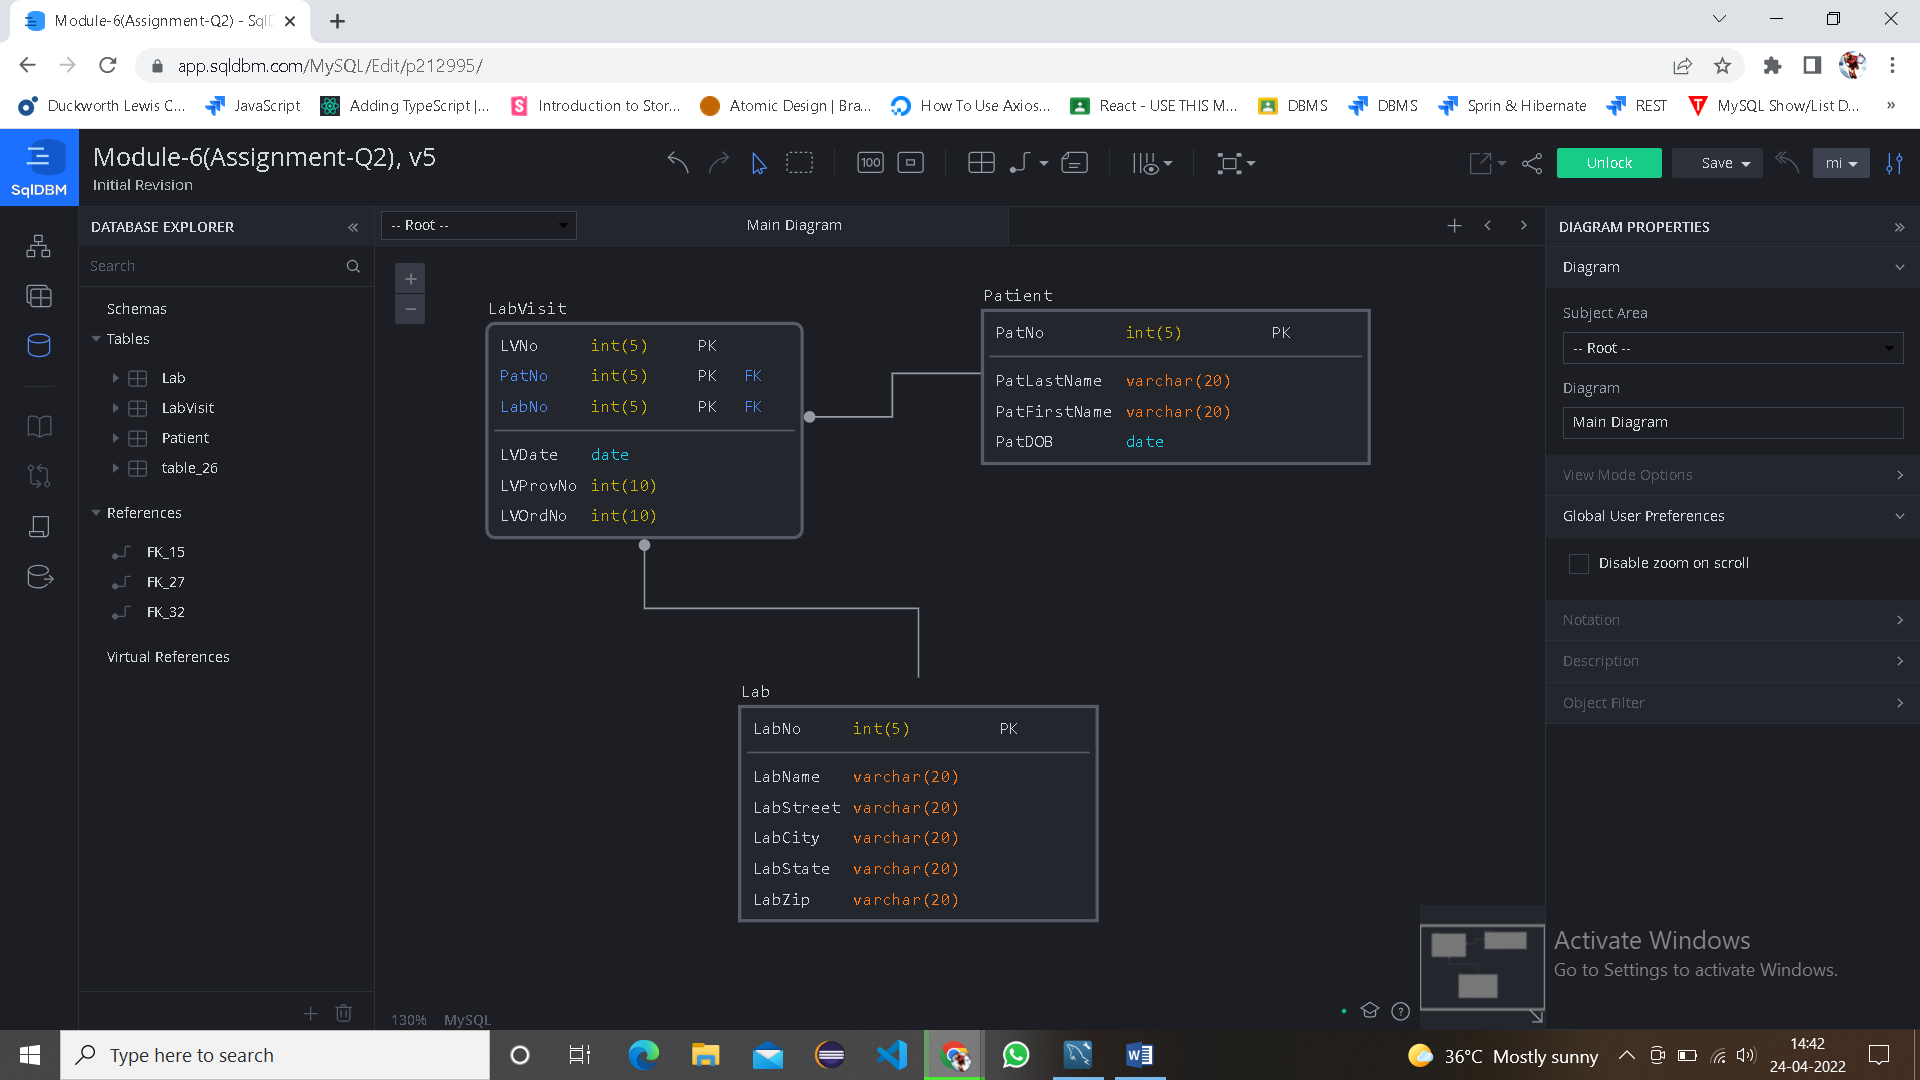 Module-6(Assignment-Q2) - SqlD
app.sqldbm.com/MySQL/Edit/p212995/
Duckworth Lewis C... JavaScript Adding TypeScript |... Introduction to Stor... Atomic Design | Bra... How To Use Axios... React - USE THIS M... DBMS DBMS Sprin & Hibernate REST MySQL Show/List D... »
SqlDBM
Module-6(Assignment-Q2), v5
Initial Revision
100
Unlock
Save
mi
DATABASE EXPLORER
Search
Schemas
Tables
Lab
LabVisit
Patient
table_26
References
FK_15
FK_27
FK_32
Virtual References
-- Root --
Main Diagram
LabVisit
LVNo int(5) PK
PatNo int(5) PK FK
LabNo int(5) PK FK
LVDate date
LVProvNo int(10)
LVOrdNo int(10)
Patient
PatNo int(5) PK
PatLastName varchar(20)
PatFirstName varchar(20)
PatDOB date
Lab
LabNo int(5) PK
LabName varchar(20)
LabStreet varchar(20)
LabCity varchar(20)
LabState varchar(20)
LabZip varchar(20)
130% MySQL
DIAGRAM PROPERTIES
Diagram
Subject Area
-- Root --
Diagram
Main Diagram
View Mode Options
Global User Preferences
Disable zoom on scroll
Notation
Description
Object Filter
Activate Windows
Go to Settings to activate Windows.
Type here to search
36°C Mostly sunny
14:42
24-04-2022